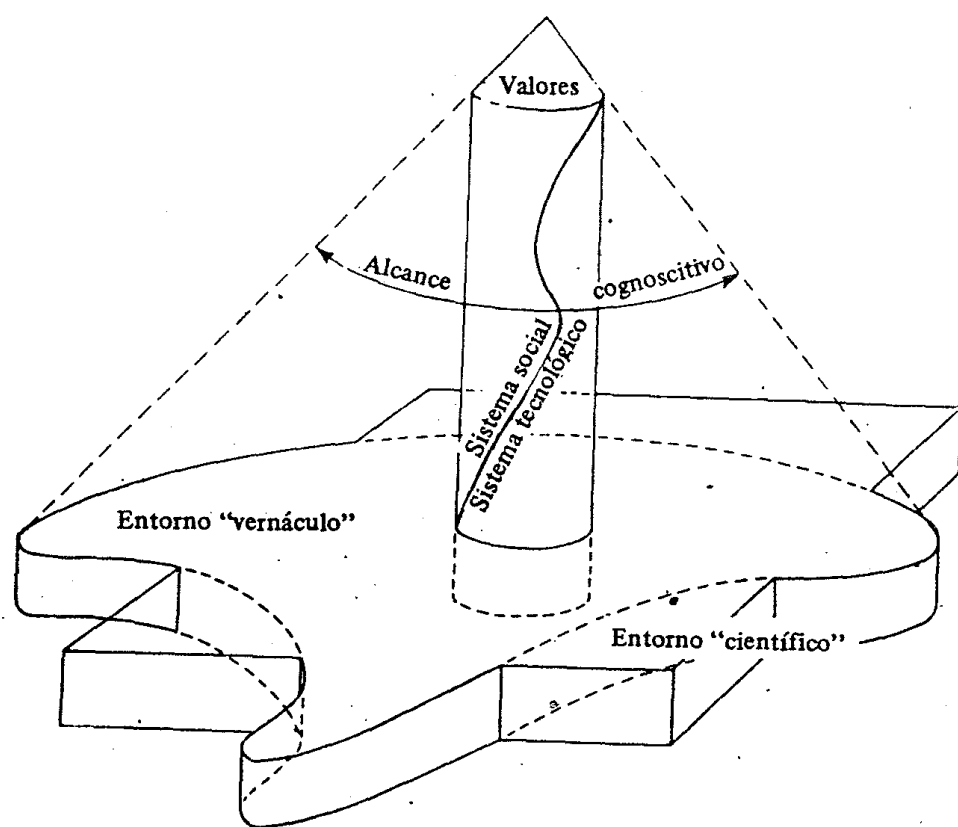 Valores
Alcance cognoscitivo
Sistema social
Sistema tecnológico
Entorno “vernáculo”
Entorno “científico”